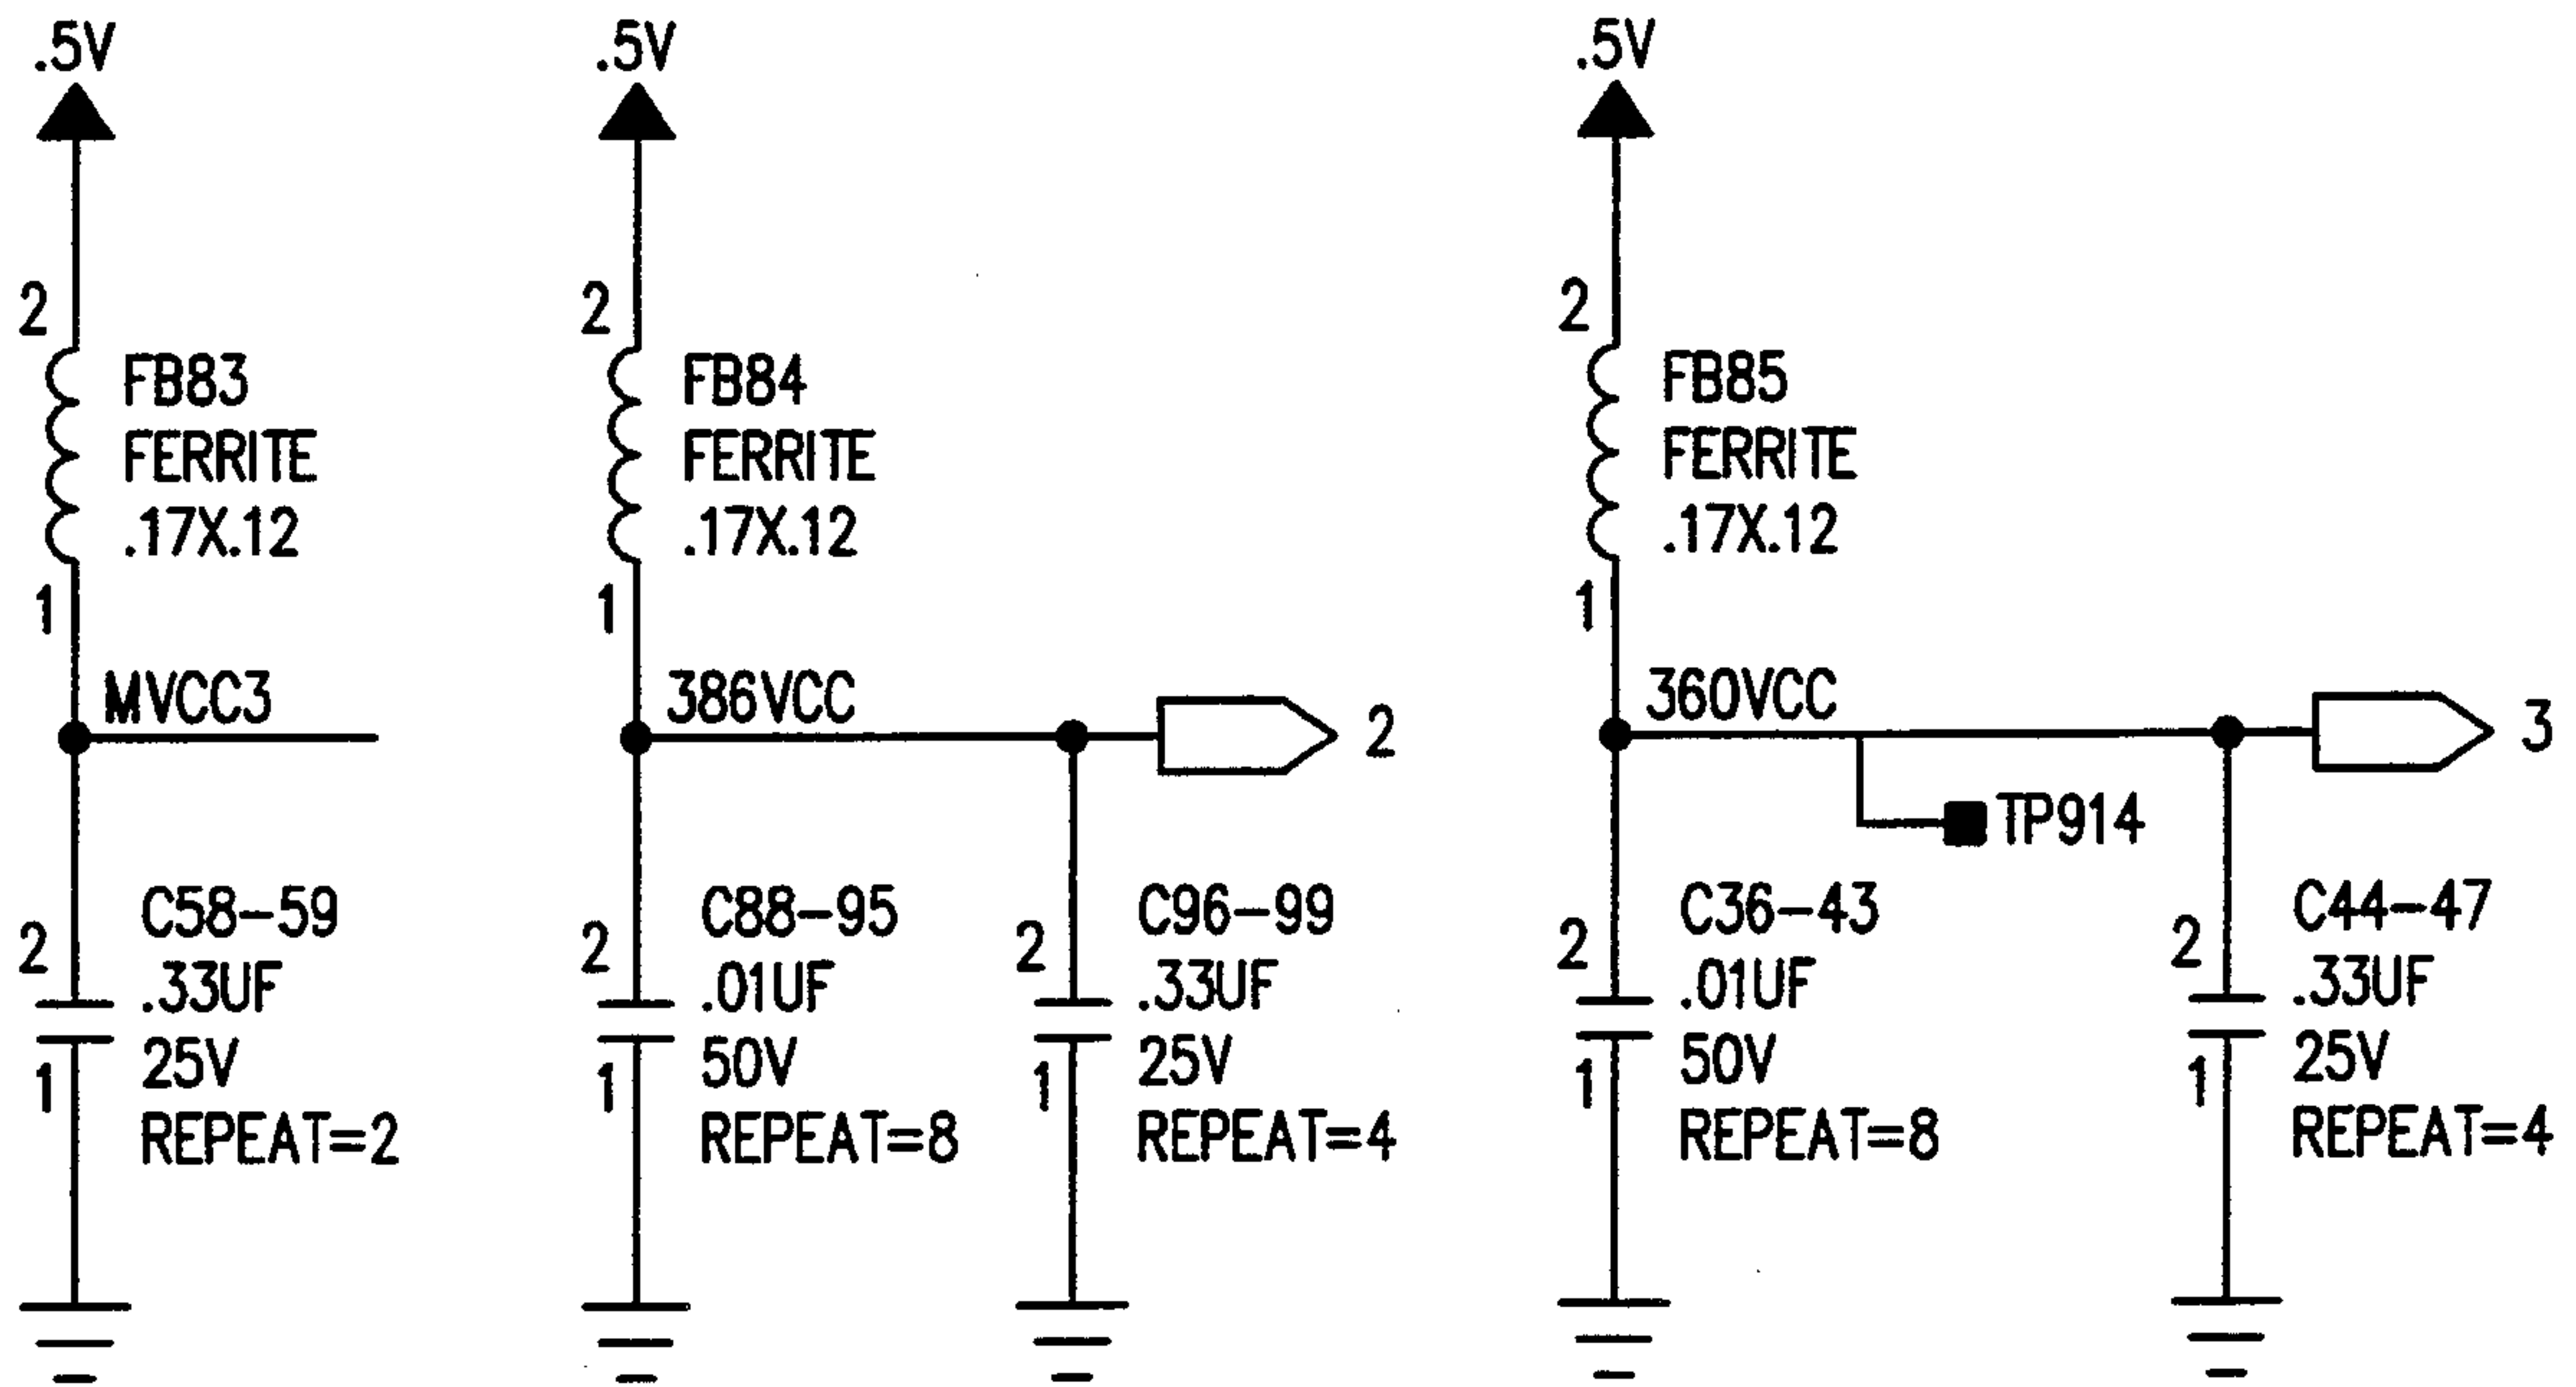 .5V
2
FB83
FERRITE
.17X.12
1
MVCC3
2
C58-59
.33UF
25V
1
REPEAT=2
.5V
2
FB84
FERRITE
.17X.12
1
386VCC
2
2
C88-95
.01UF
50V
1
REPEAT=8
2
C96-99
.33UF
25V
1
REPEAT=4
.5V
2
FB85
FERRITE
.17X.12
1
360VCC
3
TP914
2
C36-43
.01UF
50V
1
REPEAT=8
2
C44-47
.33UF
25V
1
REPEAT=4